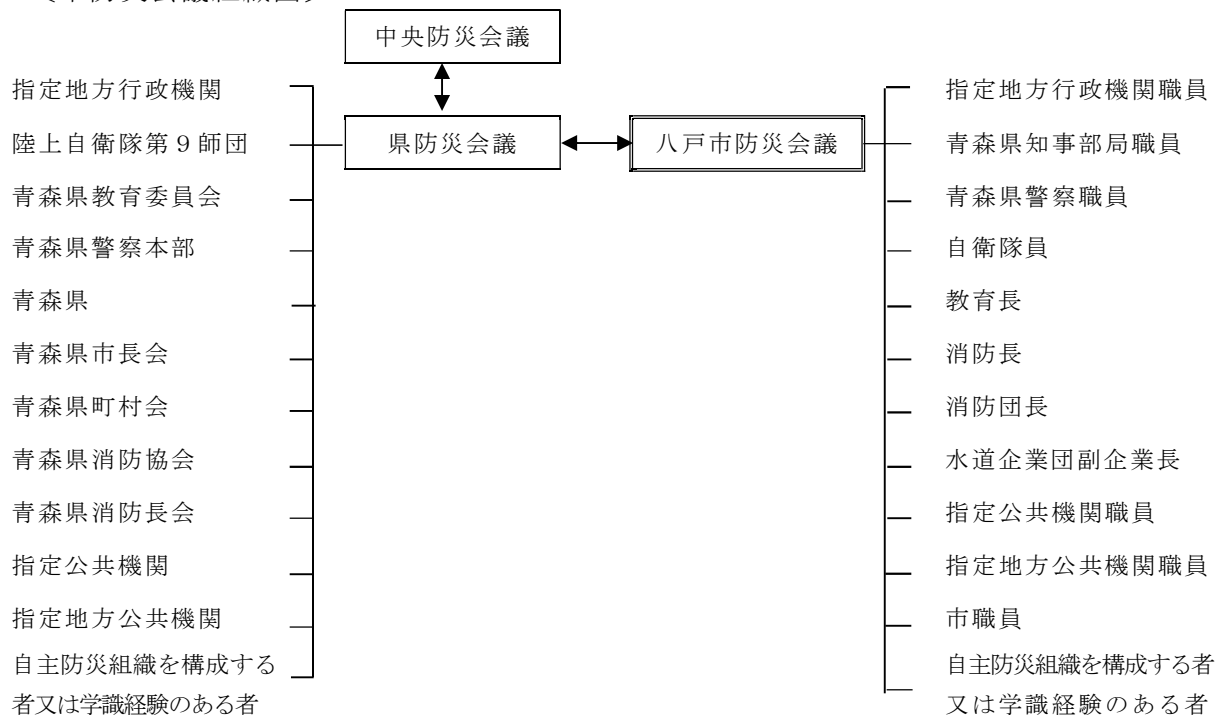 中央防災会議
県防災会議
八戸市防災会議
指定地方行政機関
陸上自衛隊第９師団
青森県教育委員会
青森県警察本部
青森県
青森県市長会
青森県町村会
青森県消防協会
青森県消防長会
指定公共機関
指定地方公共機関
自主防災組織を構成する
者又は学識経験のある者
指定地方行政機関職員
青森県知事部局職員
青森県警察職員
自衛隊員
教育長
消防長
消防団長
水道企業団副企業長
指定公共機関職員
指定地方公共機関職員
市職員
自主防災組織を構成する者
又は学識経験のある者